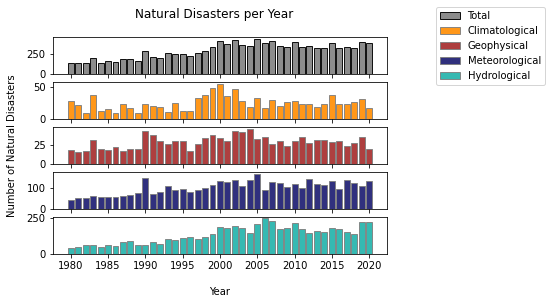 Natural Disasters per Year
Total
Climatological
Geophysical
Meteorological
Hydrological
Number of Natural Disasters
250
0
50
0
25
0
100
0
250
0
1980 1985 1990 1995 2000 2005 2010 2015 2020
Year